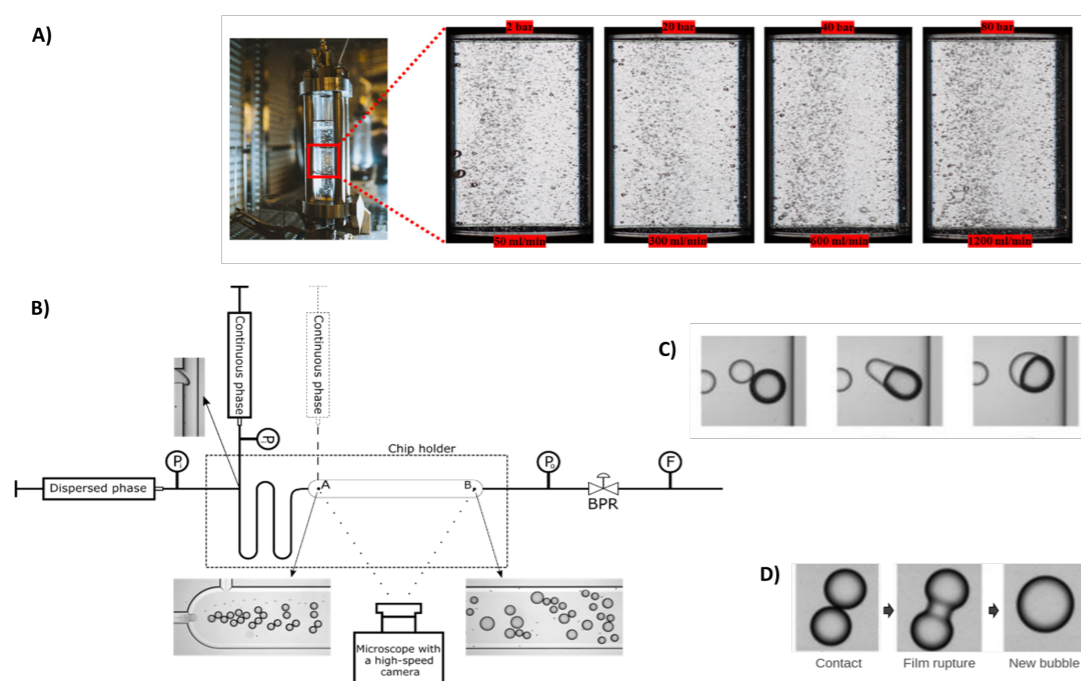 A)
2 bar
20 bar
40 bar
80 bar
50 ml/min
300 ml/min
600 ml/min
1200 ml/min
B)
Continuous phase
Continuous phase
P
Chip holder
Pi
Dispersed phase
A
B
Po
BPR
F
Microscope with
a high-speed
camera
C)
D)
Contact
Film rupture
New bubble